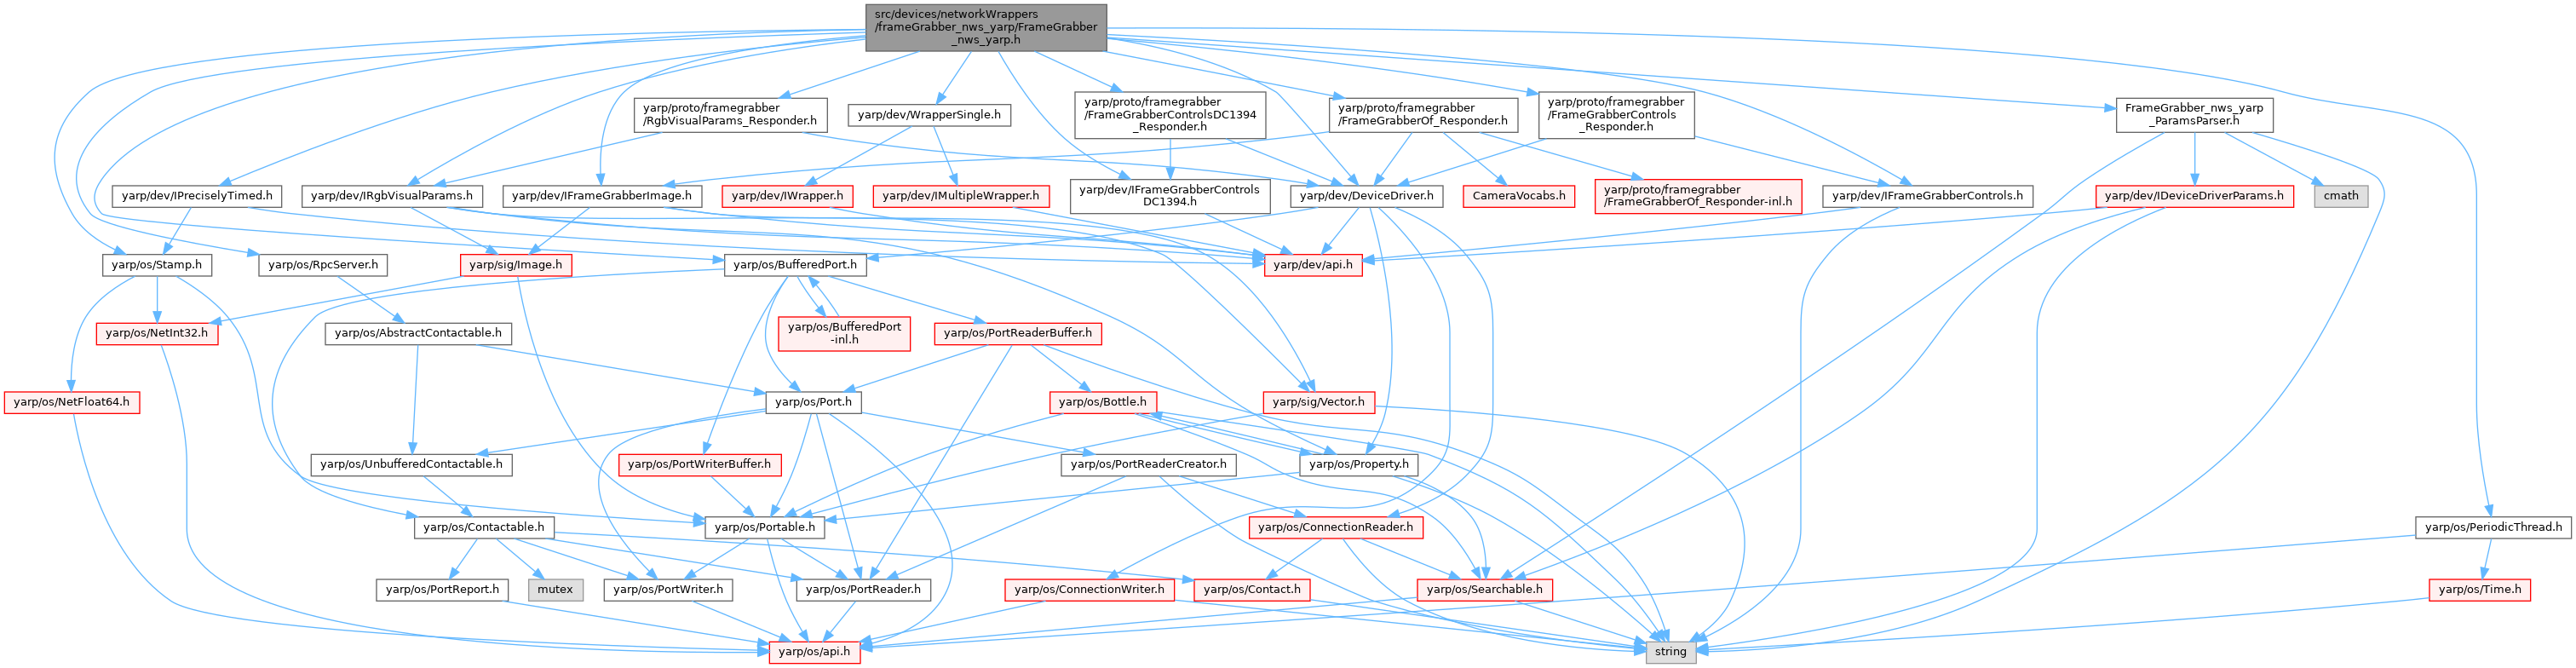 src/devices/networkWrappers
/frameGrabber_nws_yarp/FrameGrabber
_nws_yarp.h
yarp/proto/framegrabber
/RgbVisualParams_Responder.h
yarp/dev/WrapperSingle.h
yarp/proto/framegrabber
/FrameGrabberControlsDC1394
_Responder.h
yarp/proto/framegrabber
/FrameGrabberOf_Responder.h
yarp/proto/framegrabber
/FrameGrabberControls
_Responder.h
FrameGrabber_nws_yarp
_ParamsParser.h
yarp/dev/IPreciselyTimed.h
yarp/dev/IRgbVisualParams.h
yarp/dev/IFrameGrabberImage.h
yarp/dev/IWrapper.h
yarp/dev/IMultipleWrapper.h
yarp/dev/IFrameGrabberControls
DC1394.h
yarp/dev/DeviceDriver.h
CameraVocabs.h
yarp/proto/framegrabber
/FrameGrabberOf_Responder-inl.h
yarp/dev/IFrameGrabberControls.h
yarp/dev/IDeviceDriverParams.h
cmath
yarp/os/Stamp.h
yarp/os/RpcServer.h
yarp/sig/Image.h
yarp/os/BufferedPort.h
yarp/dev/api.h
yarp/os/NetInt32.h
yarp/os/AbstractContactable.h
yarp/os/BufferedPort
-inl.h
yarp/os/PortReaderBuffer.h
yarp/os/NetFloat64.h
yarp/os/Port.h
yarp/os/Bottle.h
yarp/sig/Vector.h
yarp/os/UnbufferedContactable.h
yarp/os/PortWriterBuffer.h
yarp/os/PortReaderCreator.h
yarp/os/Property.h
yarp/os/Contactable.h
yarp/os/Portable.h
yarp/os/ConnectionReader.h
yarp/os/PeriodicThread.h
yarp/os/PortReport.h
mutex
yarp/os/PortWriter.h
yarp/os/PortReader.h
yarp/os/ConnectionWriter.h
yarp/os/Contact.h
yarp/os/Searchable.h
yarp/os/Time.h
yarp/os/api.h
string